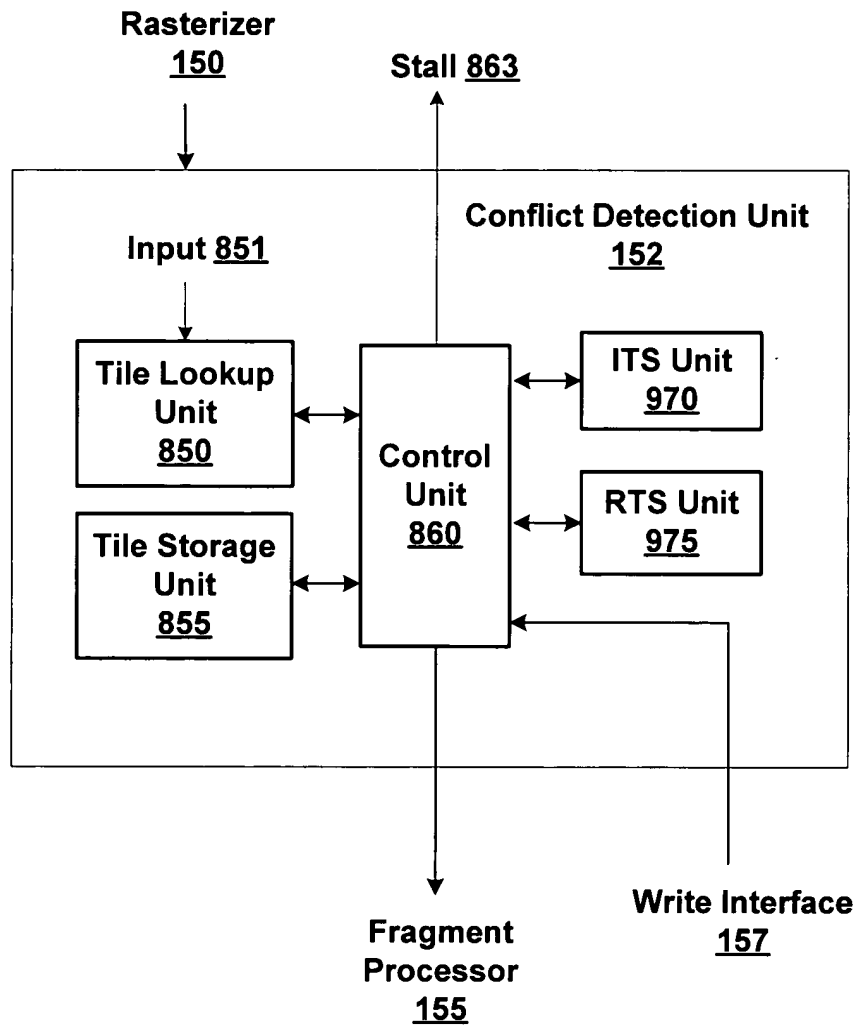 Rasterizer
150
Stall 863
Conflict Detection Unit
152
Input 851
Tile Lookup
Unit
850
Tile Storage
Unit
855
Control
Unit
860
ITS Unit
970
RTS Unit
975
Fragment
Processor
155
Write Interface
157